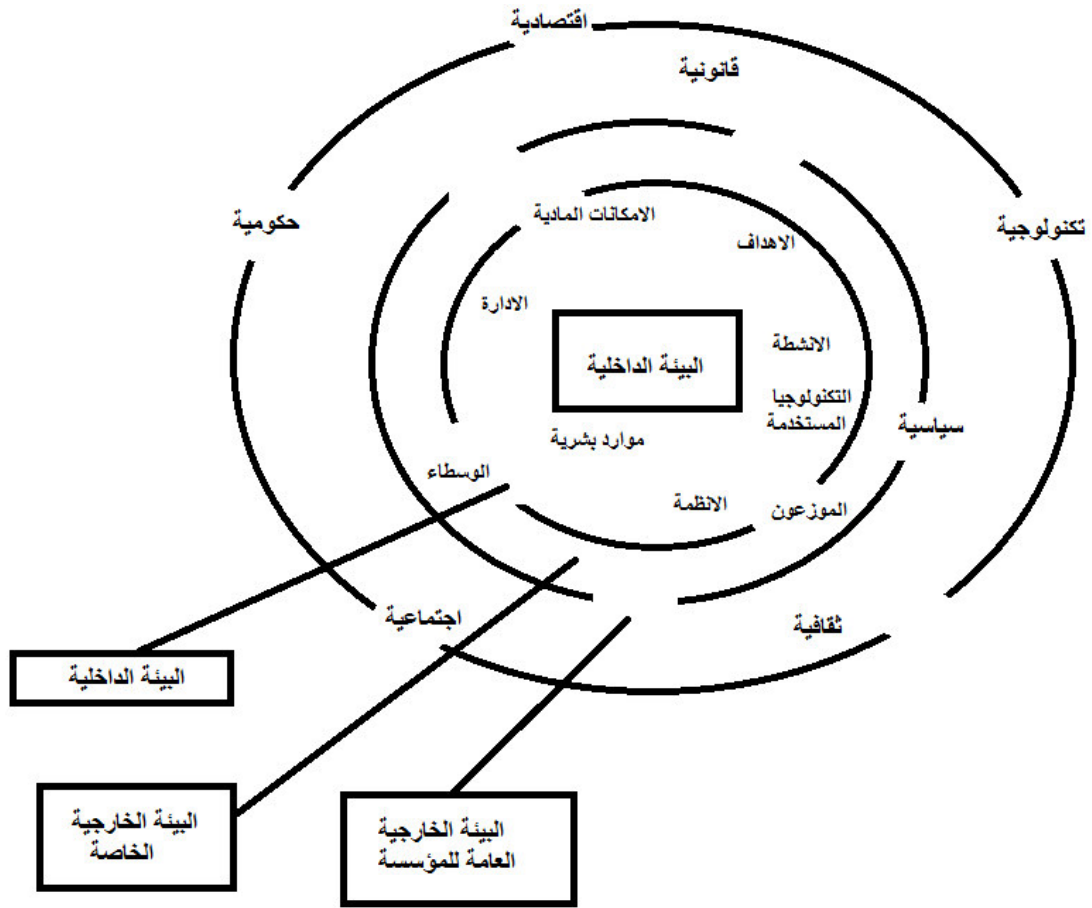 اقتصادية
قانونية
حكومية
تكنولوجية
الامكانات المادية
الاهداف
الادارة
البيئة الداخلية
الانشطة
التكنولوجيا
المستخدمة
سياسية
موارد بشرية
الوسطاء
الانظمة
الموزعون
اجتماعية
ثقافية
البيئة الداخلية
البيئة الخارجية
الخاصة
البيئة الخارجية
العامة للمؤسسة